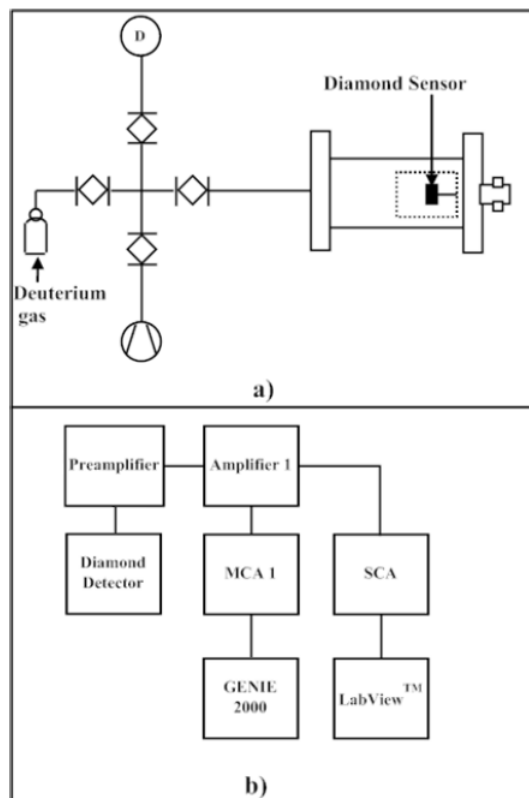 D
Diamond Sensor
Deuterium
gas
a)
Preamplifier
Amplifier 1
Diamond
Detector
MCA 1
SCA
GENIE
2000
LabView™
b)